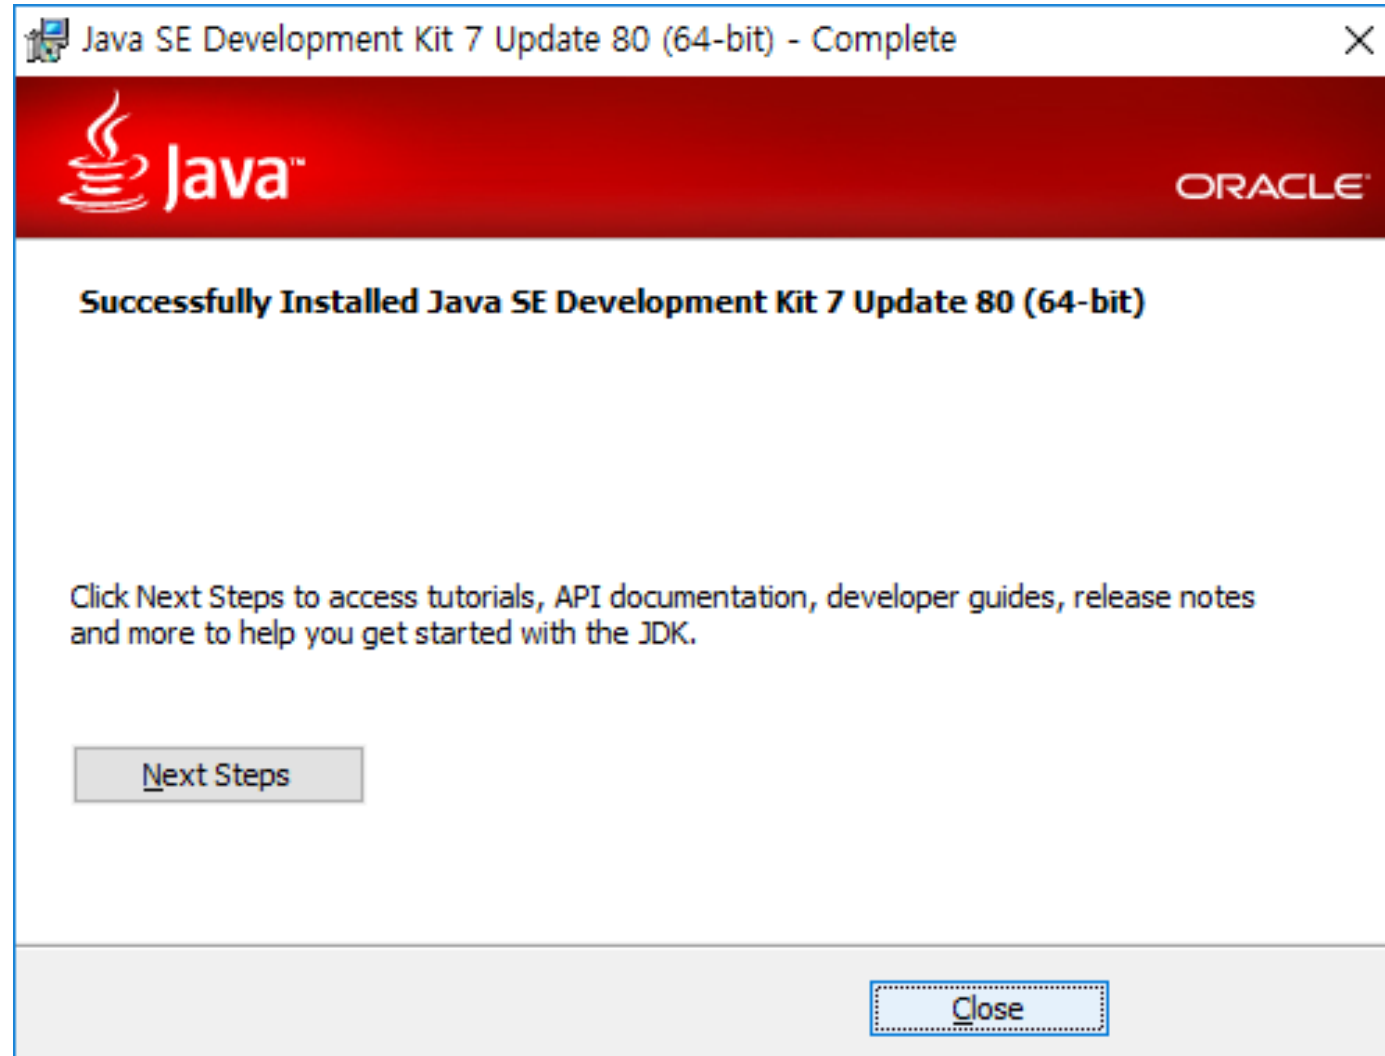 Java SE Development Kit 7 Update 80 (64-bit) - Complete
Java™
ORACLE®
Successfully Installed Java SE Development Kit 7 Update 80 (64-bit)
Click Next Steps to access tutorials, API documentation, developer guides, release notes
and more to help you get started with the JDK.
Next Steps
Close